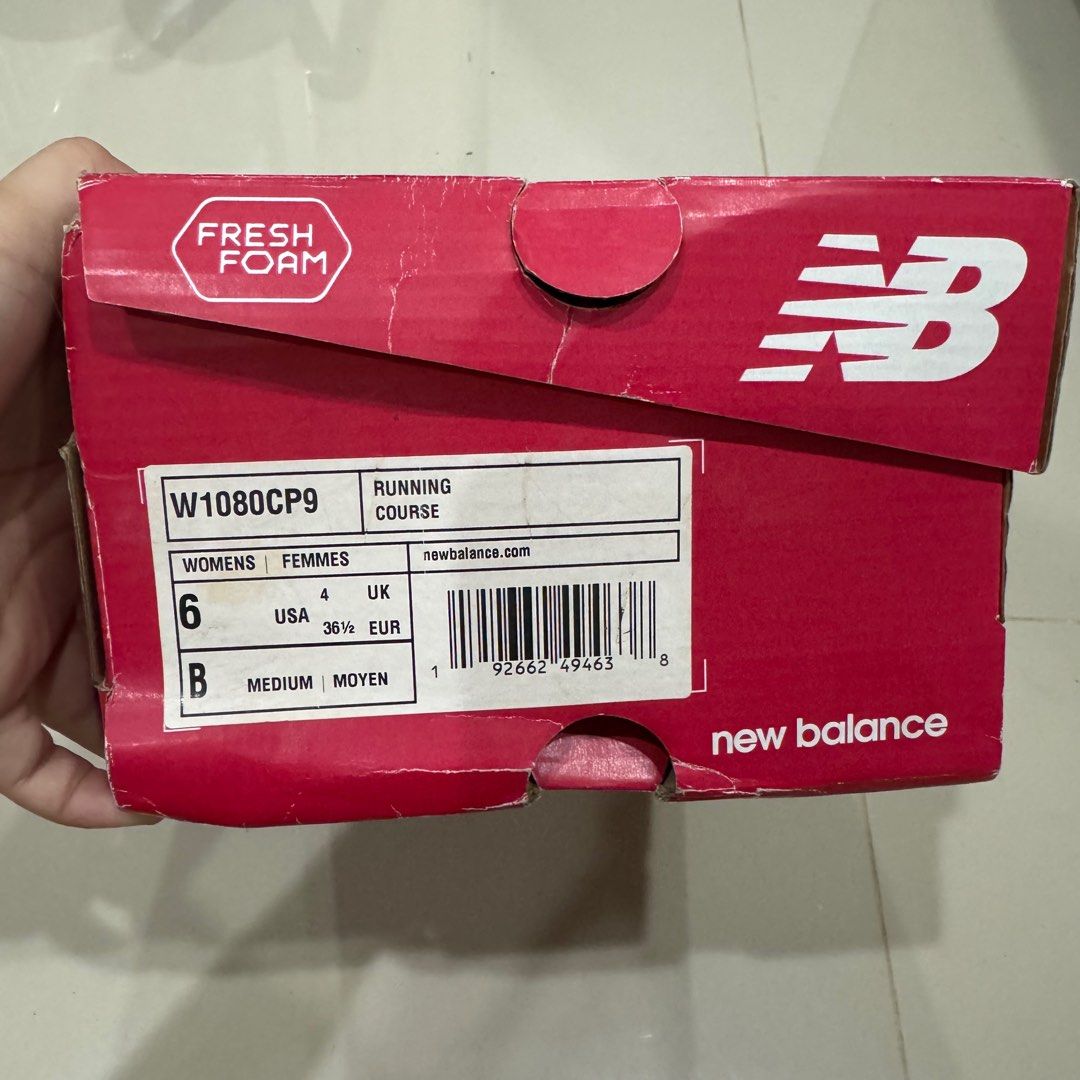 FRESH
FOAM
NB
W1080CP9
RUNNING
COURSE
WOMENS | FEMMES
newbalance.com
6 USA 4 UK
36½ EUR
B MEDIUM | MOYEN
1 92662 49463 8
new balance